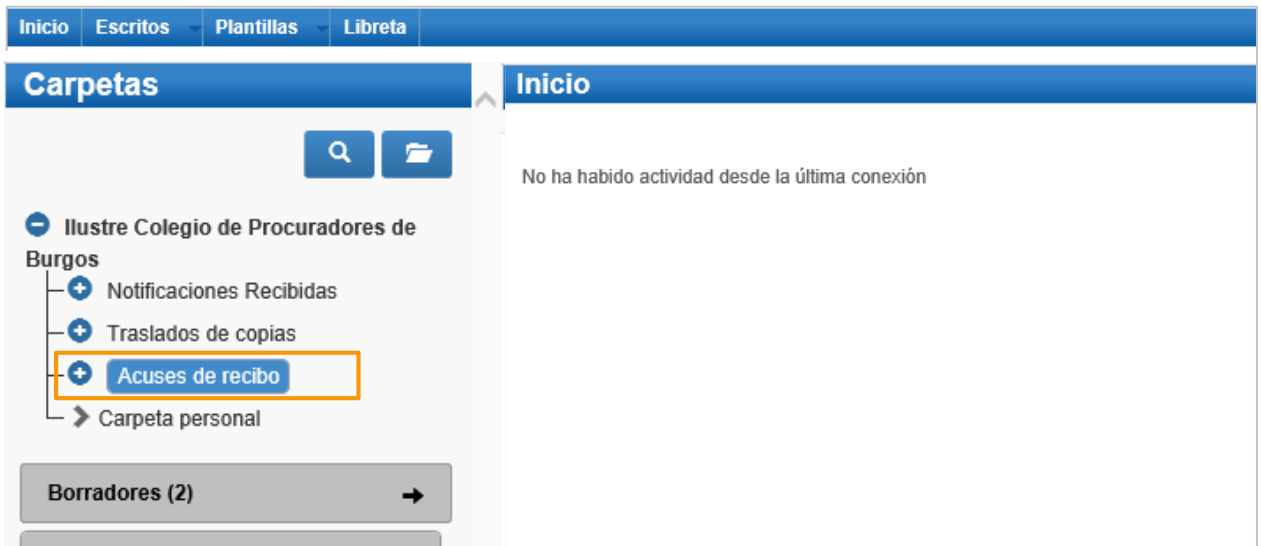 Inicio Escritos Plantillas Libreta
Carpetas
Inicio
No ha habido actividad desde la última conexión
Ilustre Colegio de Procuradores de
Burgos
Notificaciones Recibidas
Traslados de copias
Acuses de recibo
Carpeta personal
Borradores (2)